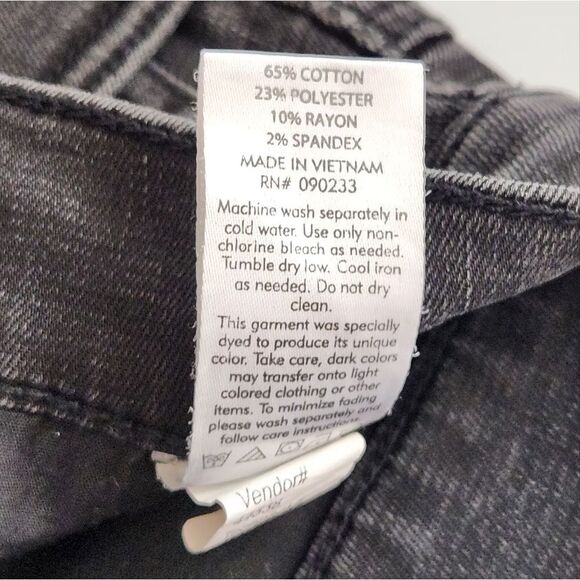 65% COTTON
23% POLYESTER
10% RAYON
2% SPANDEX
MADE IN VIETNAM
RN# 090233
Machine wash separately in
cold water. Use only non-
chlorine bleach as needed.
Tumble dry low. Cool iron
as needed. Do not dry
clean.
This garment was specially
dyed to produce its unique
color. Take care, dark colors
may transfer onto light
colored clothing or other
items. To minimize fading
please wash separately and
follow care instructions.
Vendor#